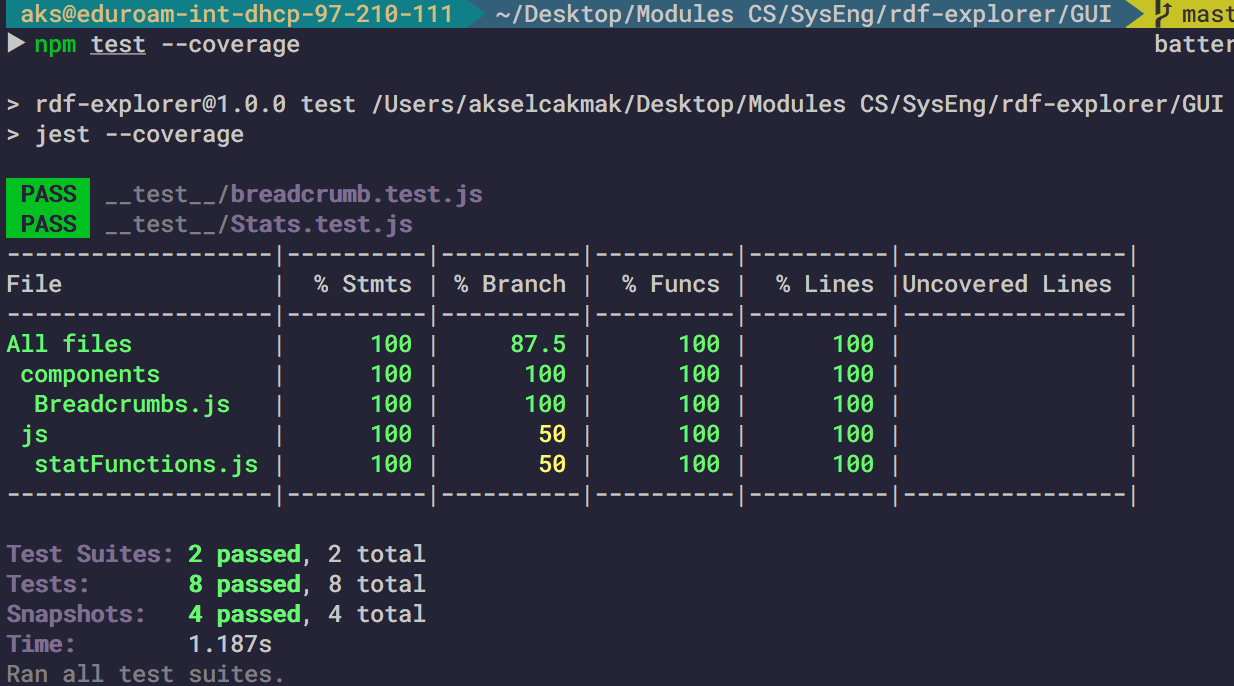 aks@eduroam-int-dhcp-97-210-111 ~/Desktop/Modules CS/SysEng/rdf-explorer/GUI mast
npm test --coverage batter
> rdf-explorer@1.0.0 test /Users/akselcakmak/Desktop/Modules CS/SysEng/rdf-explorer/GUI
> jest --coverage
PASS __test__/breadcrumb.test.js
PASS __test__/Stats.test.js
-------------------|----------|----------|----------|----------|----------------|
File | % Stmts | % Branch | % Funcs | % Lines |Uncovered Lines |
-------------------|----------|----------|----------|----------|----------------|
All files | 100 | 87.5 | 100 | 100 | |
components | 100 | 100 | 100 | 100 | |
Breadcrumbs.js | 100 | 100 | 100 | 100 | |
js | 100 | 50 | 100 | 100 | |
statFunctions.js | 100 | 50 | 100 | 100 | |
-------------------|----------|----------|----------|----------|----------------|
Test Suites: 2 passed, 2 total
Tests: 8 passed, 8 total
Snapshots: 4 passed, 4 total
Time: 1.187s
Ran all test suites.